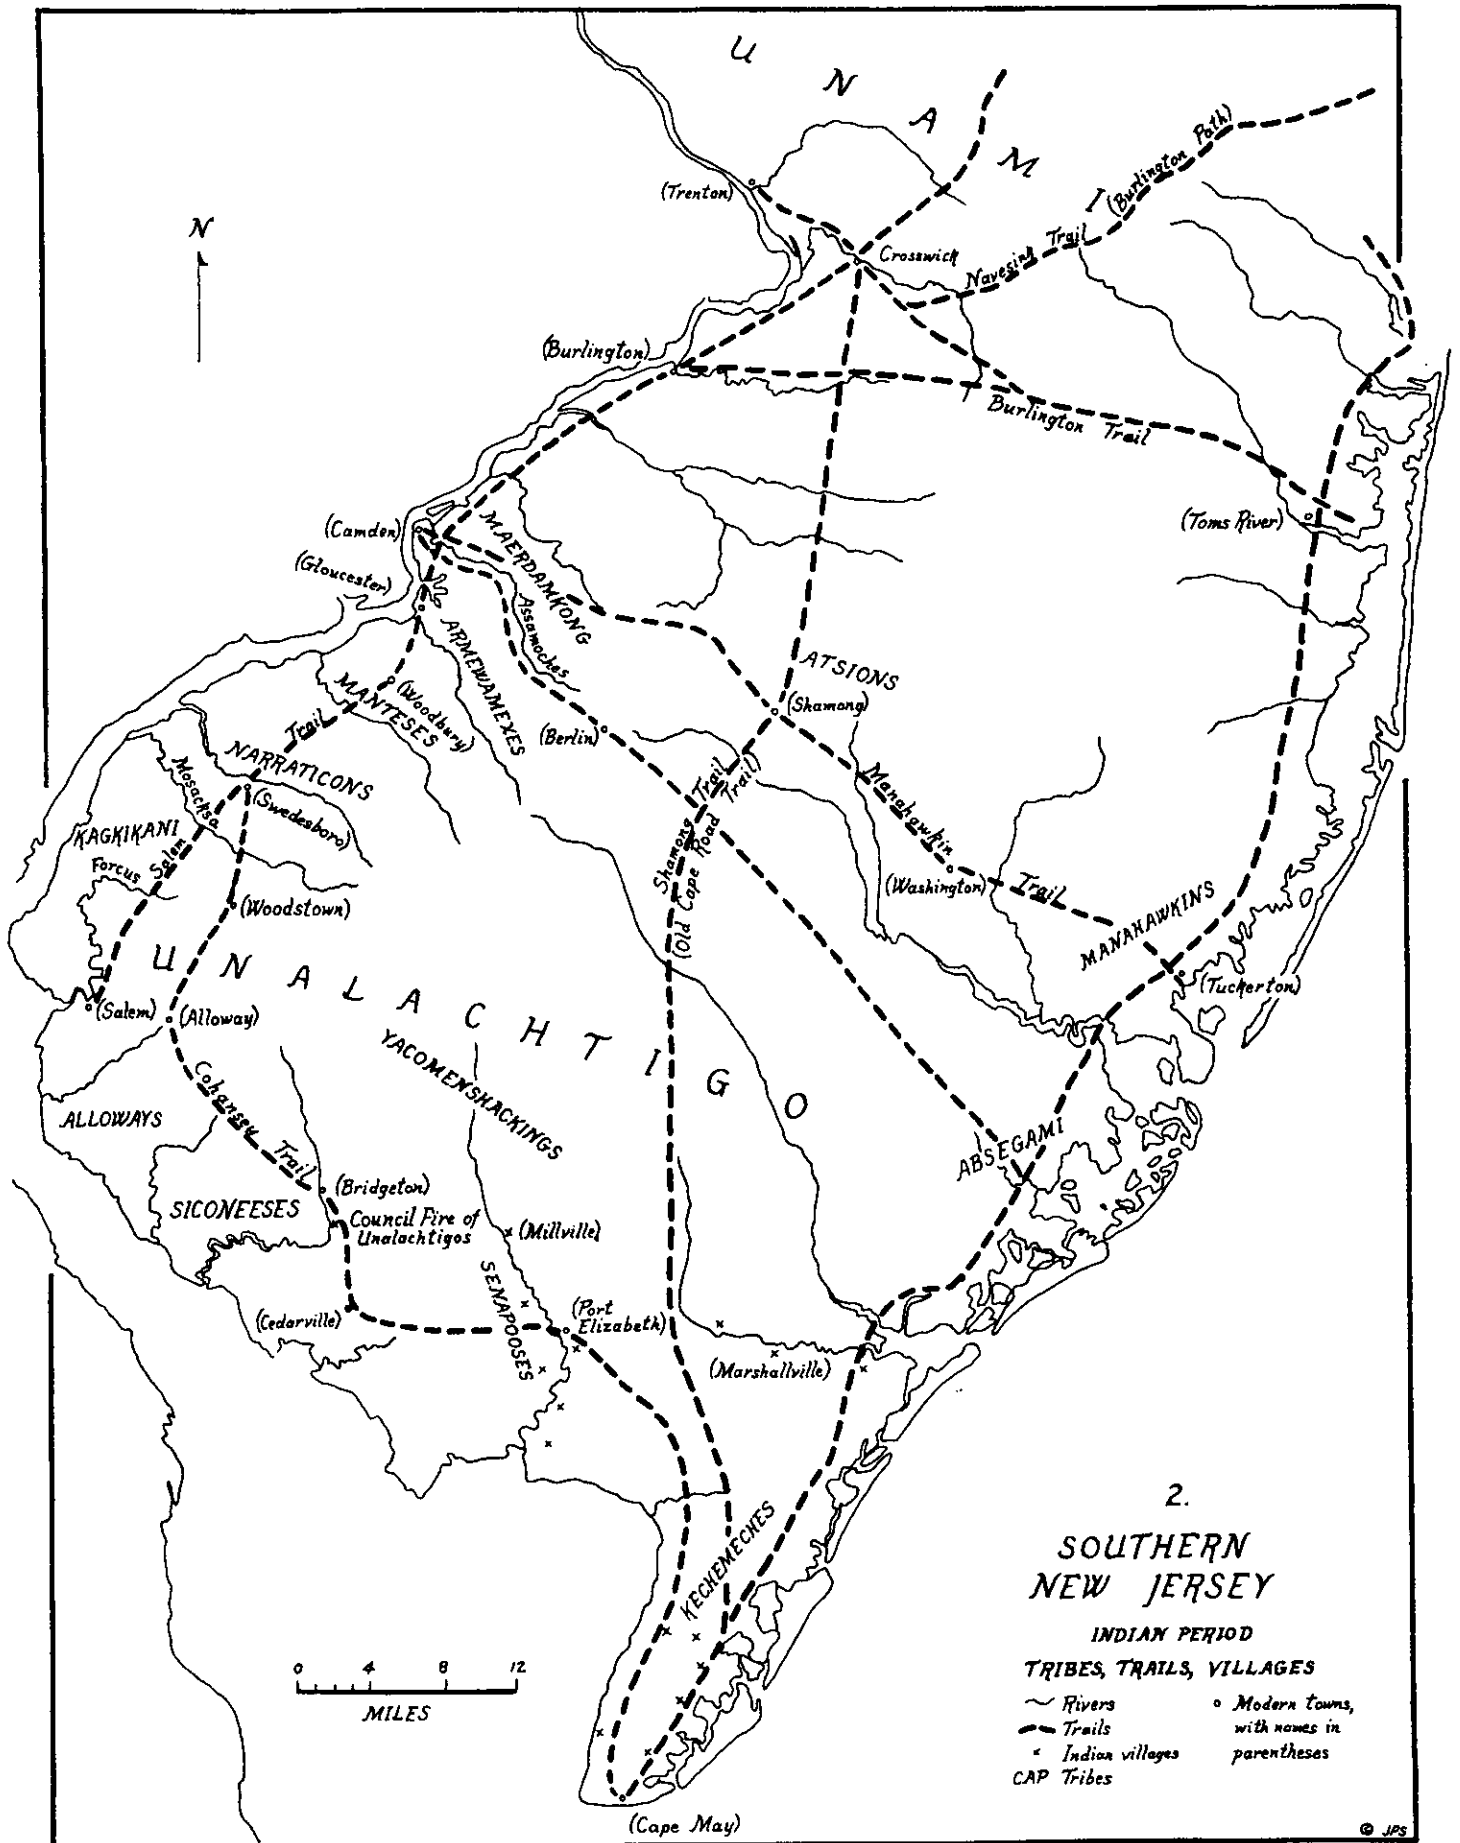 UNAMI
(Trenton)
N
Crosswick
Navesink Trail (Burlington Path)
(Burlington)
Burlington Trail
(Camden)
MAERDAMKONG
(Toms River)
(Gloucester)
Assamoches
ARMEWAMEXES
ATSIONS
MANTESES
(Woodbury)
(Shamong)
Trail
(Berlin)
NARRATICONS
Mosacksa
(Swedesboro)
Shamong Trail
(Old Cape Road Trail)
Manahawkin
KAGKIKANI
Salem
Forcus
(Washington)
Trail
(Woodstown)
MANAHAWKINS
UNALACHTIGO
(Tuckerton)
(Salem)
(Alloway)
YACOMENSHACKINGS
Cohansey Trail
ALLOWAYS
ABSEGAMI
(Bridgeton)
SICONEESES
Council Fire of
Unalachtigos
(Millville)
SENAPOOSES
(Cedarville)
(Port
Elizabeth)
(Marshallville)
KECHEMECHES
2.
SOUTHERN
NEW JERSEY
INDIAN PERIOD
TRIBES, TRAILS, VILLAGES
Rivers
Trails
Indian villages
CAP Tribes
Modern towns,
with names in
parentheses
0 4 8 12
MILES
(Cape May)
© JPS